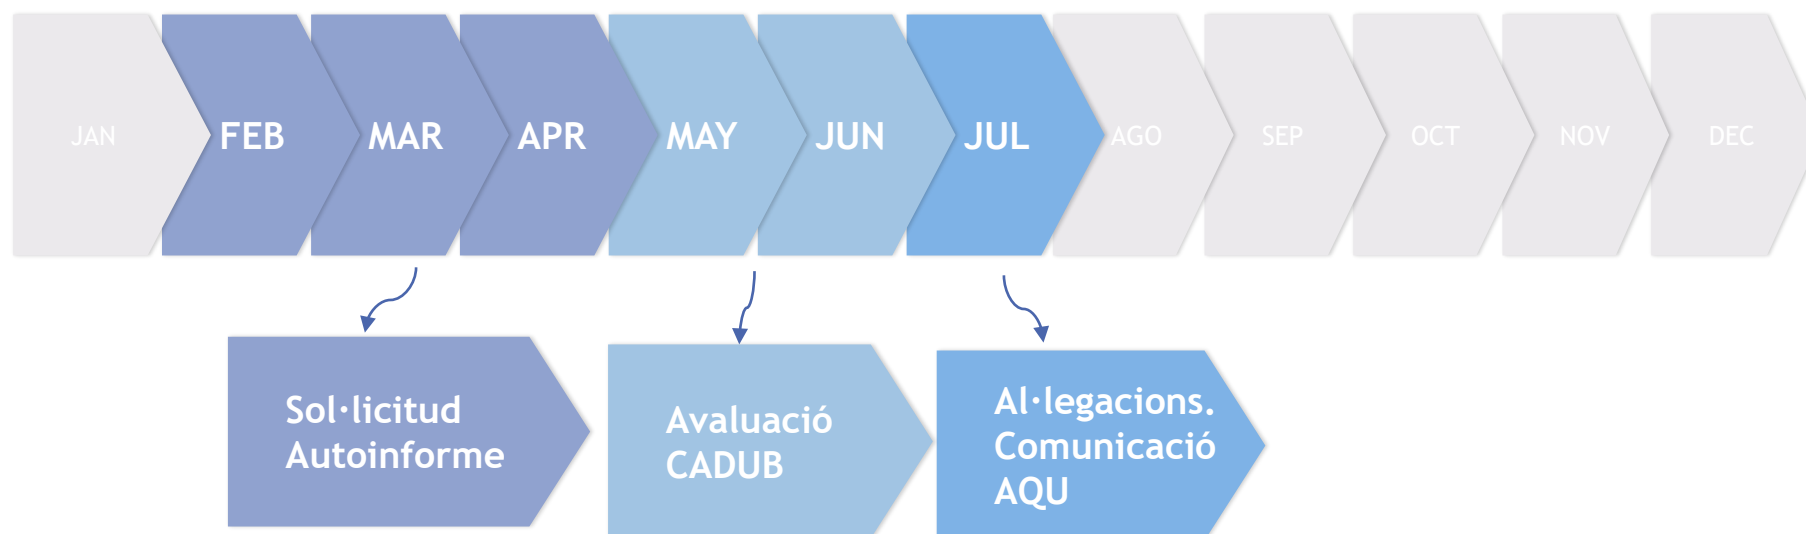 JAN FEB MAR APR MAY JUN JUL AGO SEP OCT NOV DEC
Sol·licitud
Autoinforme
Avaluació
CADUB
Al·legacions.
Comunicació
AQU